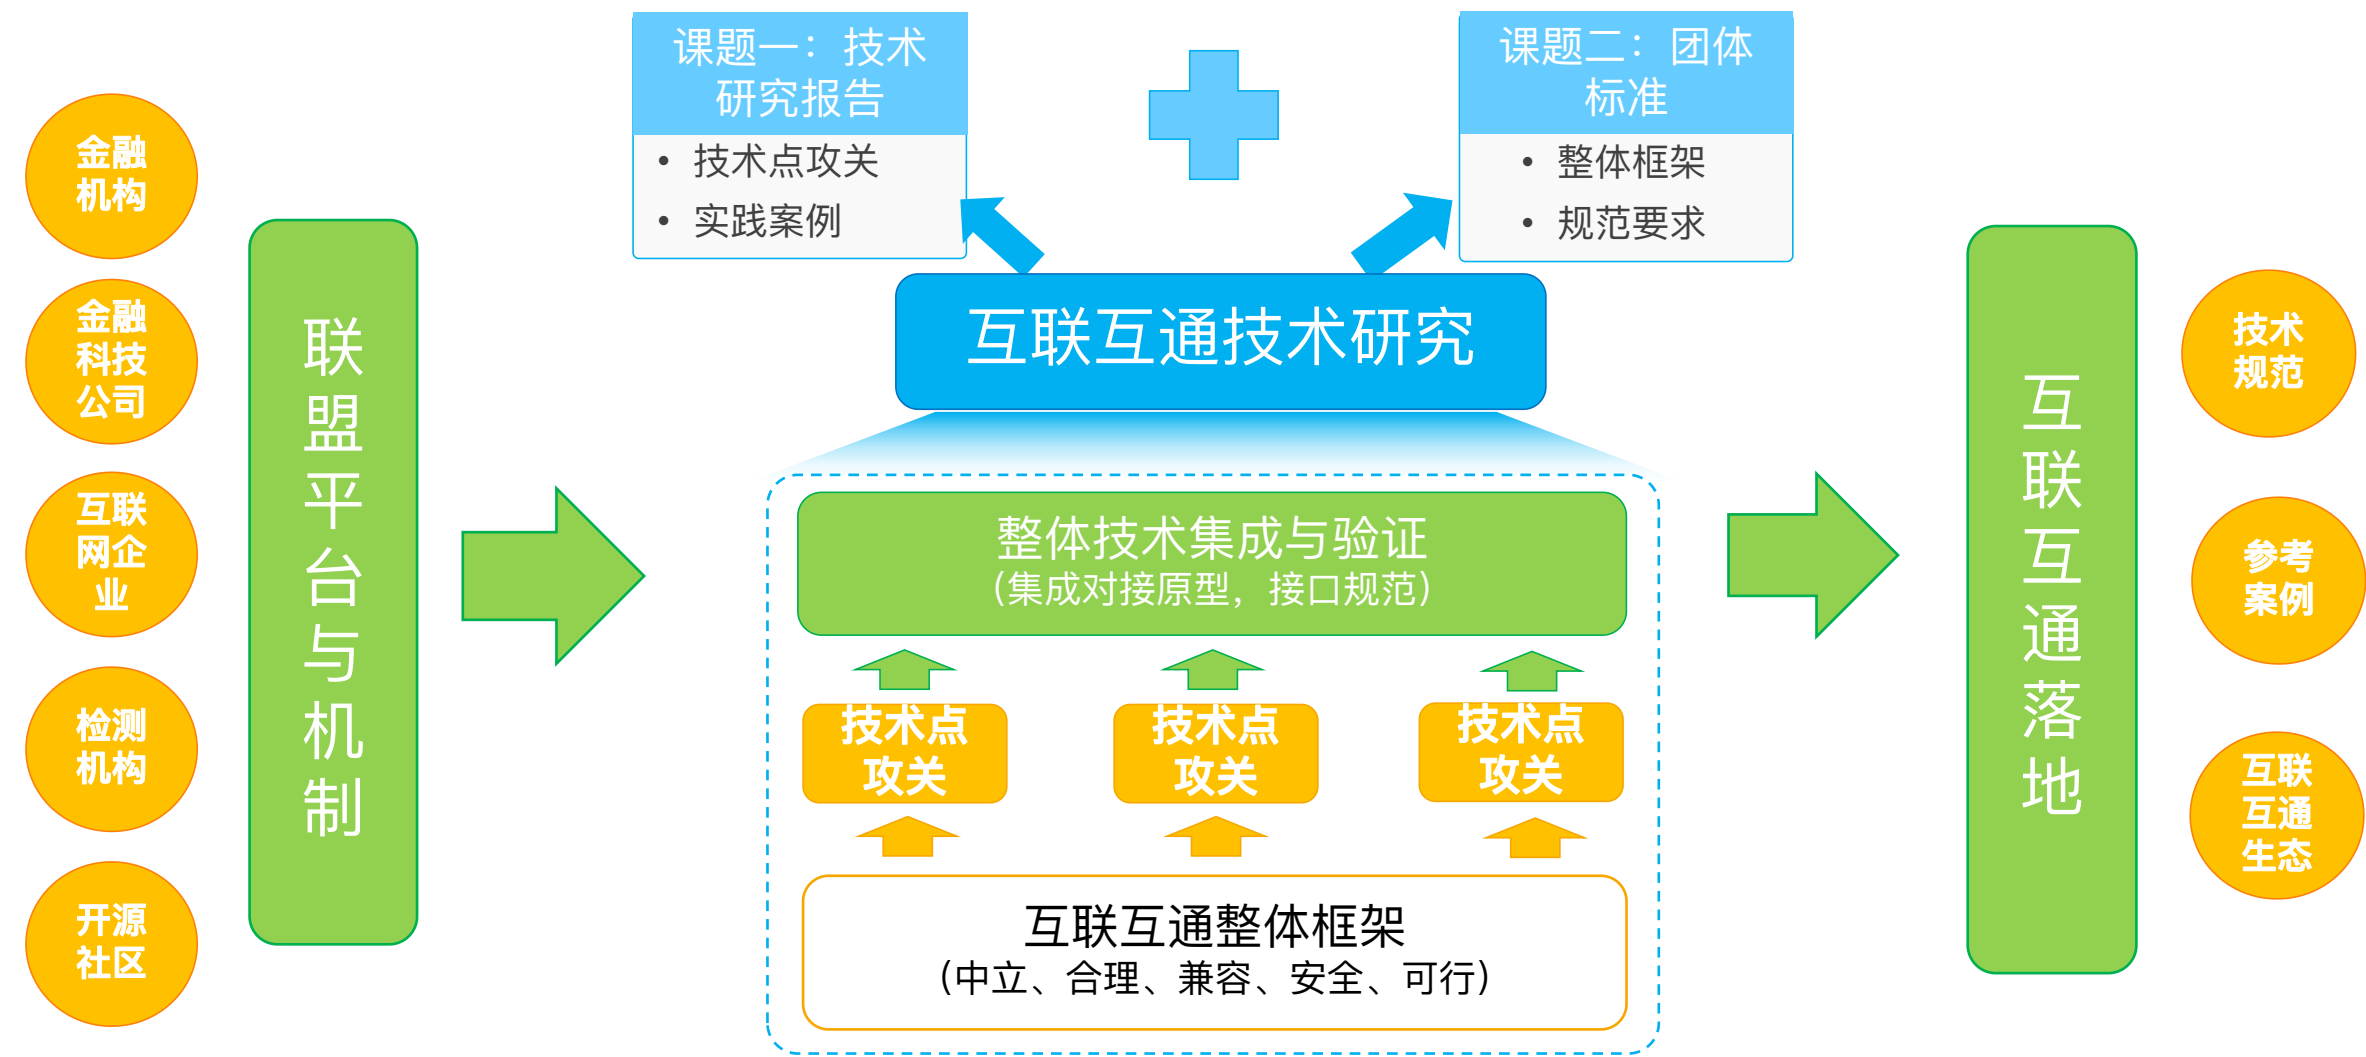 金融
机构
金融
科技
公司
互联
网企
业
检测
机构
开源
社区
联
盟
平
台
与
机
制
课题一：技术
研究报告
• 技术点攻关
• 实践案例
课题二：团体
标准
• 整体框架
• 规范要求
互联互通技术研究
整体技术集成与验证
(集成对接原型，接口规范)
技术点
攻关
技术点
攻关
技术点
攻关
互联互通整体框架
(中立、合理、兼容、安全、可行)
互
联
互
通
落
地
技术
规范
参考
案例
互联
互通
生态